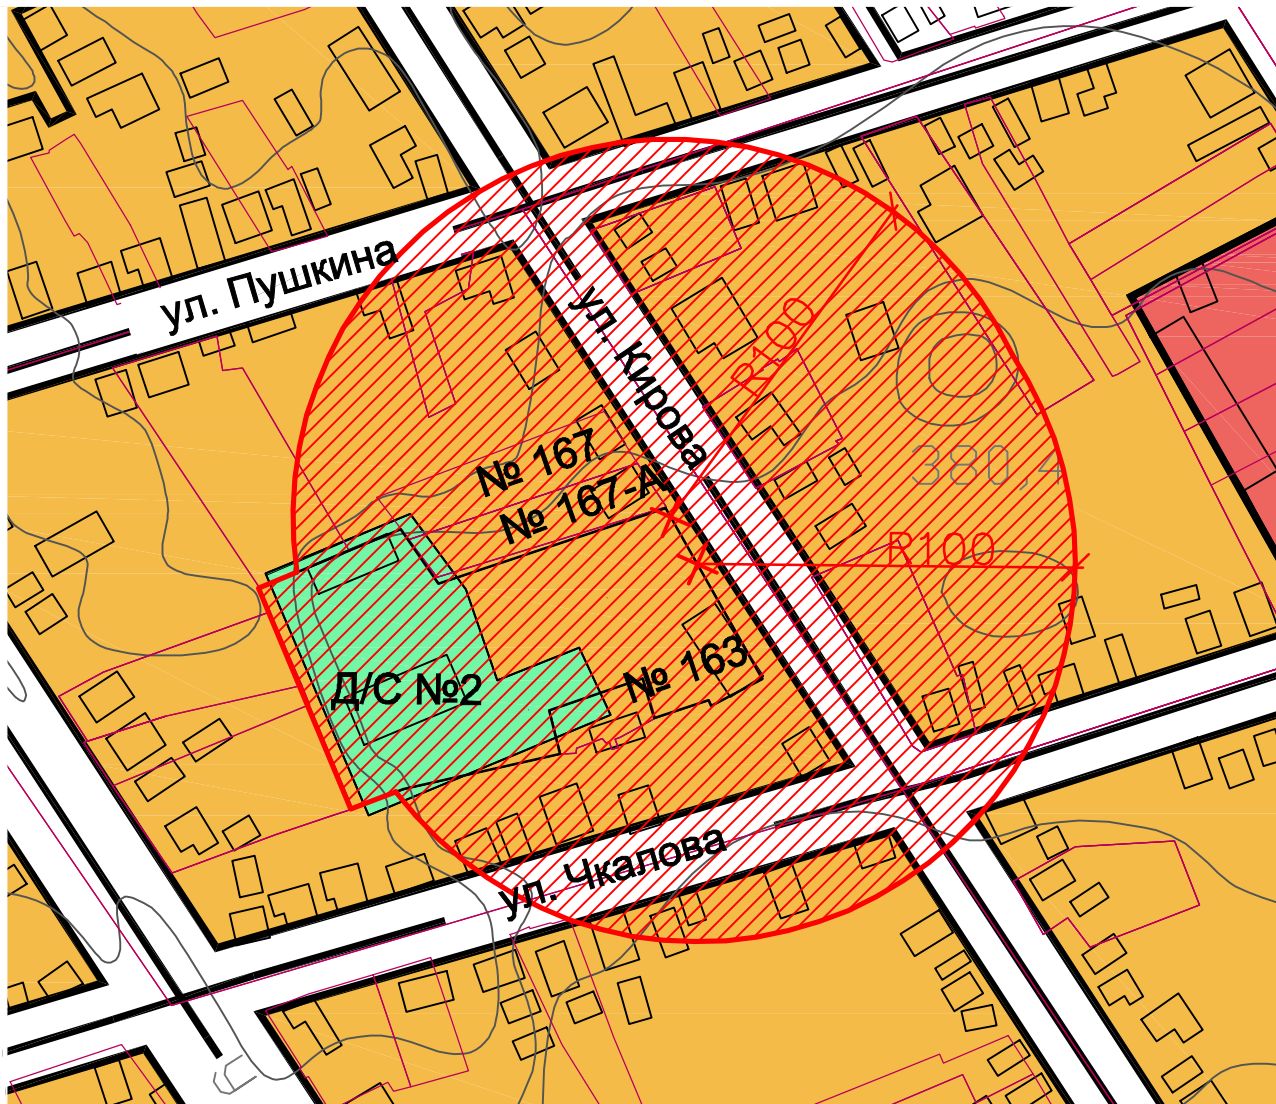 ул. Пушкина
ул. Кирова
R100
№ 167
№ 167-А
380,4
R100
№ 163
Д/С №2
ул. Чкалова